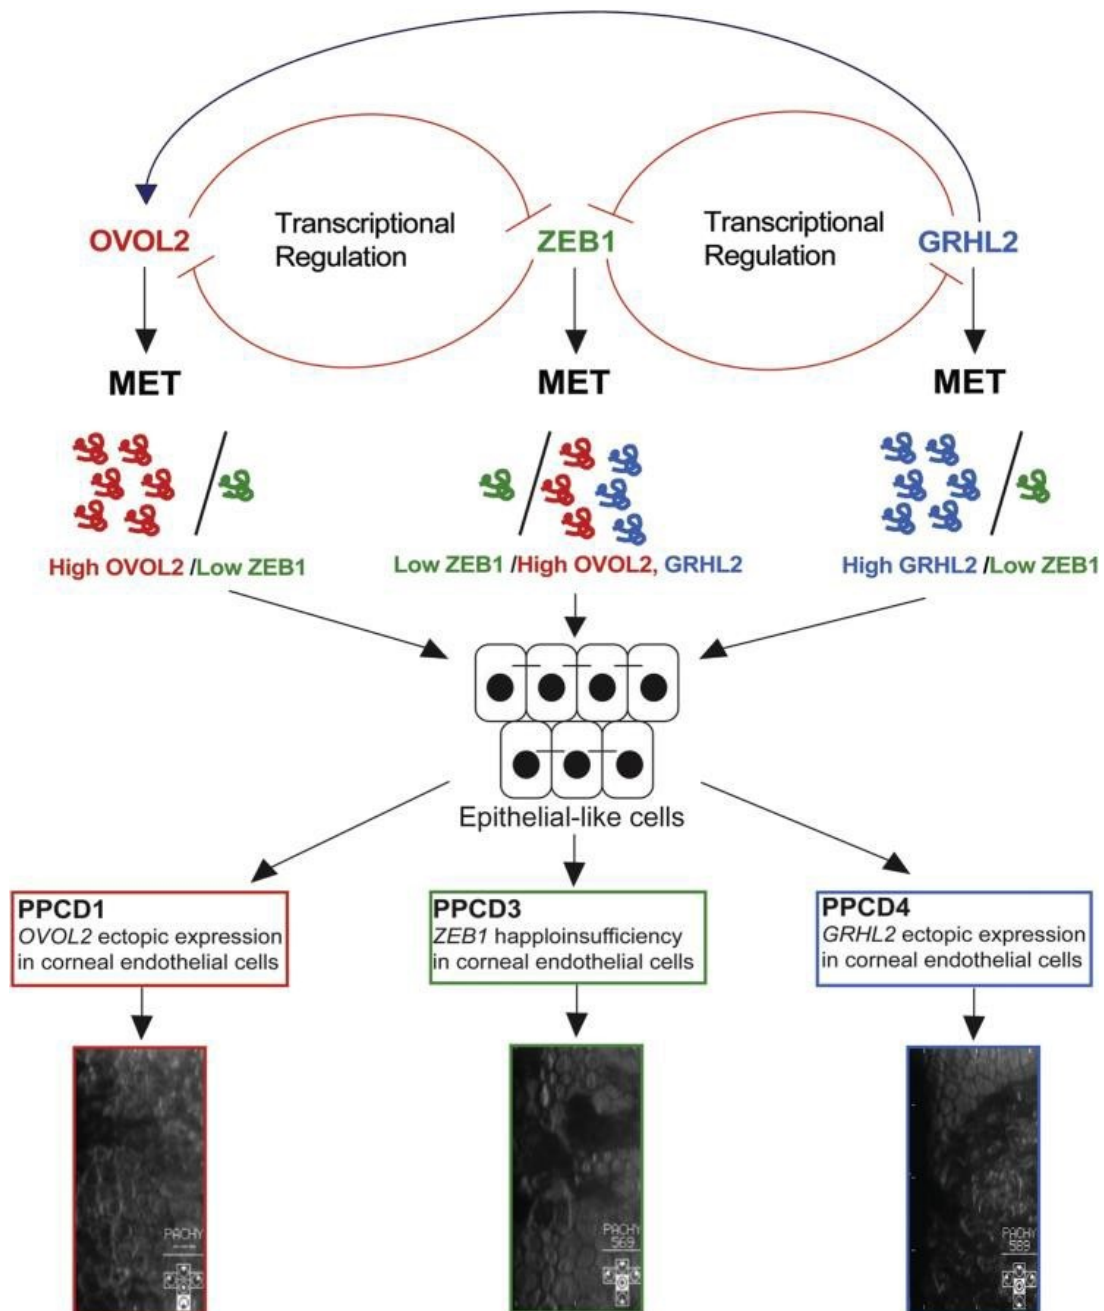 Transcriptional
Regulation
Transcriptional
Regulation
OVOL2
ZEB1
GRHL2
MET
MET
MET
High OVOL2 /Low ZEB1
Low ZEB1 /High OVOL2, GRHL2
High GRHL2 /Low ZEB1
Epithelial-like cells
PPCD1
OVOL2 ectopic expression
in corneal endothelial cells
PPCD3
ZEB1 happloinsufficiency
in corneal endothelial cells
PPCD4
GRHL2 ectopic expression
in corneal endothelial cells
PACHY
PACHY
569
PACHY
589